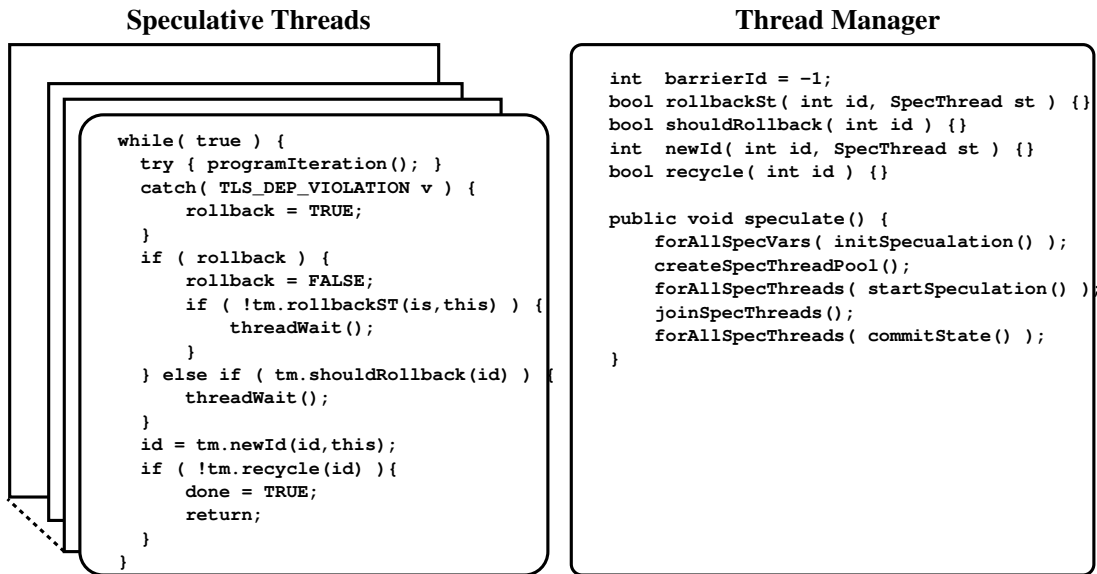 Speculative Threads
while( true ) {
try { programIteration(); }
catch( TLS_DEP_VIOLATION v ) {
rollback = TRUE;
}
if ( rollback ) {
rollback = FALSE;
if ( !tm.rollbackST(is,this) ) {
threadWait();
}
} else if ( tm.shouldRollback(id) ) {
threadWait();
}
id = tm.newId(id,this);
if ( !tm.recycle(id) ){
done = TRUE;
return;
}
}
Thread Manager
int barrierId = −1;
bool rollbackSt( int id, SpecThread st ) {}
bool shouldRollback( int id ) {}
int newId( int id, SpecThread st ) {}
bool recycle( int id ) {}
public void speculate() {
forAllSpecVars( initSpecualation() );
createSpecThreadPool();
forAllSpecThreads( startSpeculation() );
joinSpecThreads();
forAllSpecThreads( commitState() );
}